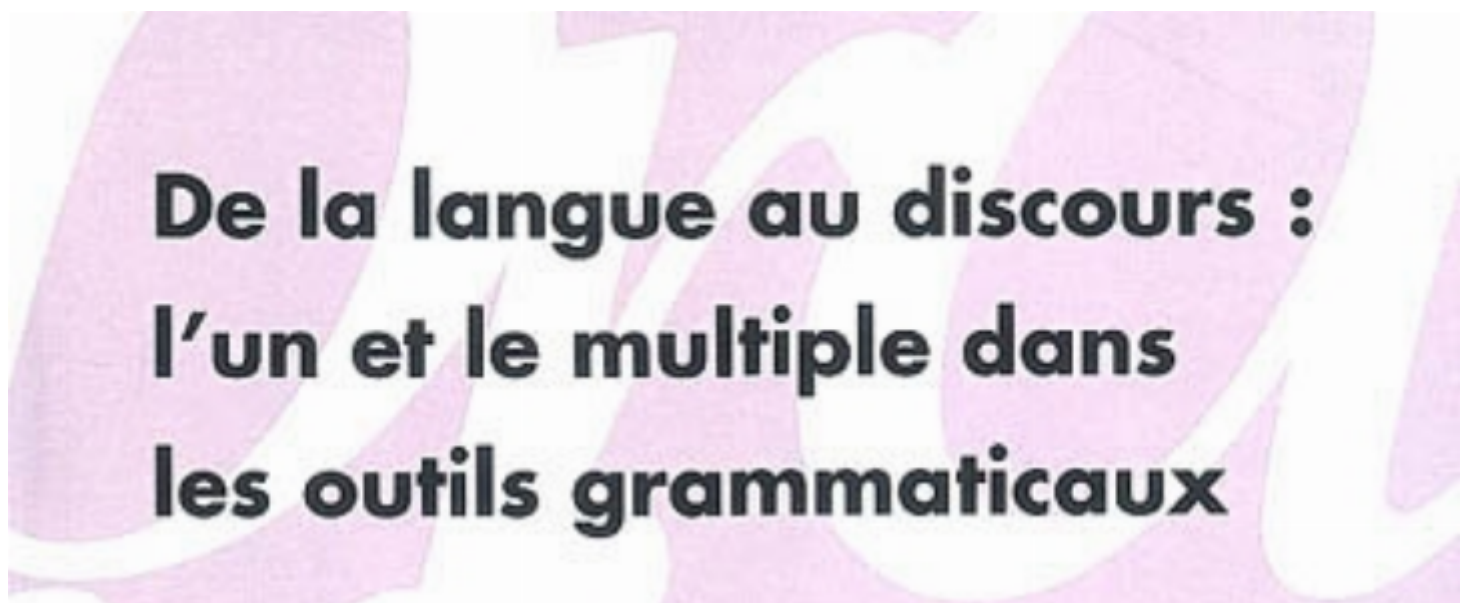 De la langue au discours :
l’un et le multiple dans
les outils grammaticaux